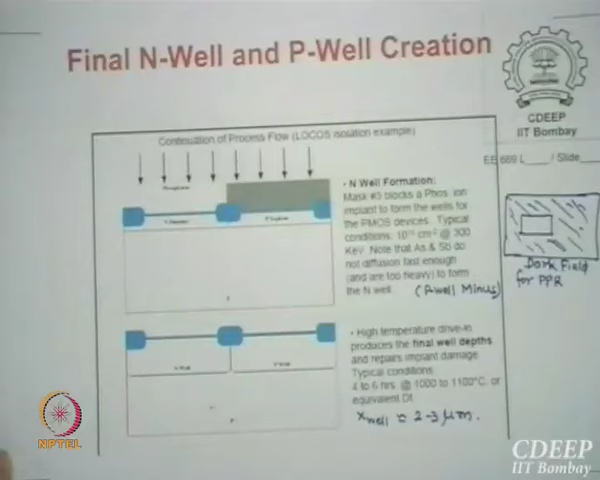 Final N-Well and P-Well Creation
CDEEP
IIT Bombay
EE 669 L____ / Slide____
Continuation of Process Flow (LOCOS isolation example)
• N Well Formation:
Mask #3 blocks a Phos. ion
implant to form the wells for
the PMOS devices. Typical
conditions: 10¹³ cm⁻² @ 300
KeV. Note that As & Sb do
not diffusion fast enough
(and are too heavy) to form
the N well.
(P-well Minus)
Dark Field
for PPR
P
• High temperature drive-in
produces the final well depths
and repairs implant damage.
Typical conditions:
4 to 6 hrs @ 1000 to 1100°C, or
equivalent Dt.
x well ≈ 2-3 μm.
P
NPTEL
CDEEP
IIT Bombay